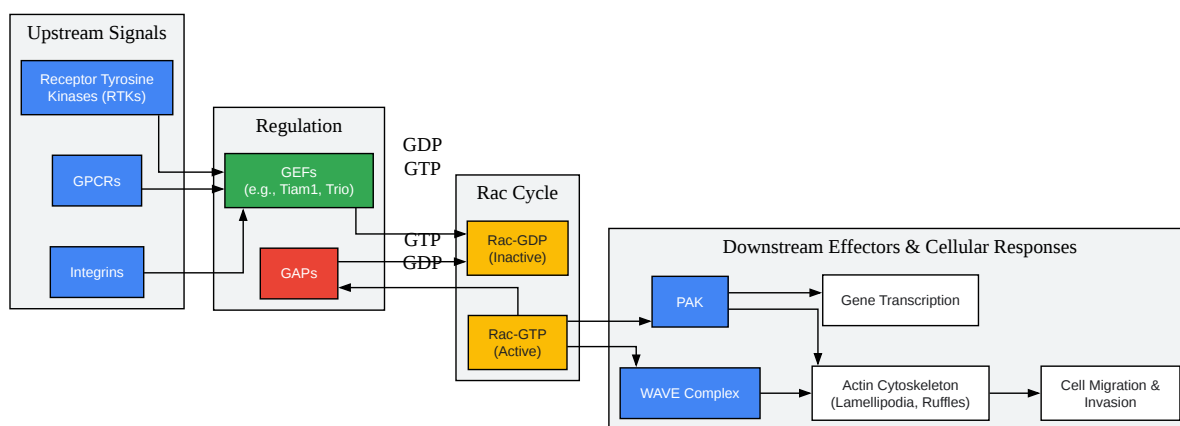 Upstream Signals
Receptor Tyrosine
Kinases (RTKs)
GPCRs
Integrins
Regulation
GEFs
(e.g., Tiam1, Trio)
GAPs
GDP
GTP
GTP
GDP
Rac Cycle
Rac-GDP
(Inactive)
Rac-GTP
(Active)
Downstream Effectors & Cellular Responses
PAK
Gene Transcription
WAVE Complex
Actin Cytoskeleton
(Lamellipodia, Ruffles)
Cell Migration &
Invasion